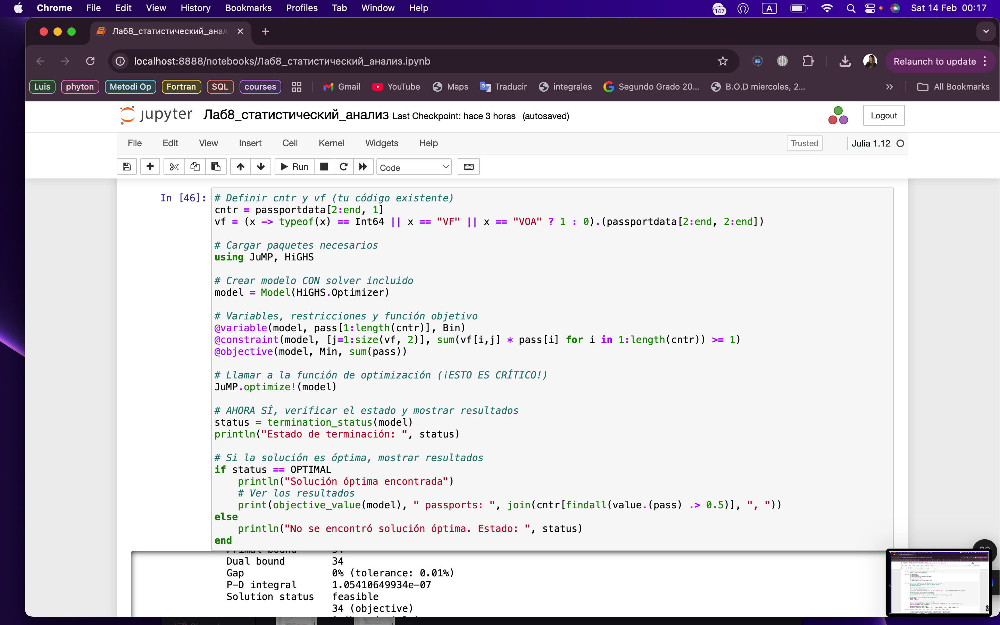 Chrome File Edit View History Bookmarks Profiles Tab Window Help 147 A Sat 14 Feb 00:17
Лаб8_статистический_анал
localhost:8888/notebooks/Лаб8_статистический_анализ.ipynb Relaunch to update
Luis phyton Metodi Op Fortran SQL courses Gmail YouTube Maps Traducir integrales Segundo Grado 20... B.O.D miercoles, 2... All Bookmarks
jupyter Лаб8_статистический_анализ Last Checkpoint: hace 3 horas (autosaved) Logout
File Edit View Insert Cell Kernel Widgets Help Trusted Julia 1.12
Run Code
In [46]: # Definir cntr y vf (tu código existente)
cntr = passportdata[2:end, 1]
vf = (x -> typeof(x) == Int64 || x == "VF" || x == "VOA" ? 1 : 0).(passportdata[2:end, 2:end])
# Cargar paquetes necesarios
using JuMP, HiGHS
# Crear modelo CON solver incluido
model = Model(HiGHS.Optimizer)
# Variables, restricciones y función objetivo
@variable(model, pass[1:length(cntr)], Bin)
@constraint(model, [j=1:size(vf, 2)], sum(vf[i,j] * pass[i] for i in 1:length(cntr)) >= 1)
@objective(model, Min, sum(pass))
# Llamar a la función de optimización (¡ESTO ES CRÍTICO!)
JuMP.optimize!(model)
# AHORA SÍ, verificar el estado y mostrar resultados
status = termination_status(model)
println("Estado de terminación: ", status)
# Si la solución es óptima, mostrar resultados
if status == OPTIMAL
println("Solución óptima encontrada")
# Ver los resultados
print(objective_value(model), " passports: ", join(cntr[findall(value.(pass) .> 0.5)], ", "))
else
println("No se encontró solución óptima. Estado: ", status)
end
Dual bound 34
Gap 0% (tolerance: 0.01%)
P-D integral 1.05410649934e-07
Solution status feasible
34 (objective)